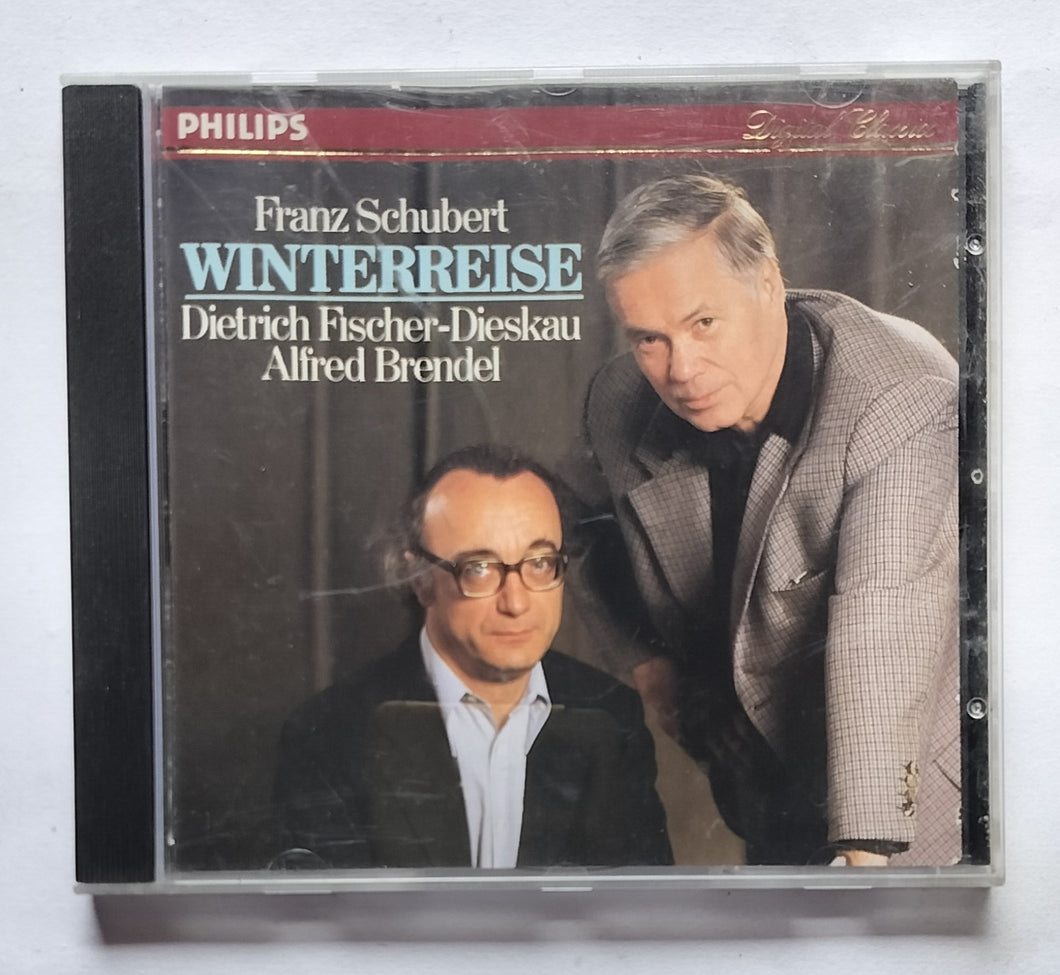 PHILIPS
Digital Classics
Franz Schubert
WINTERREISE
Dietrich Fischer-Dieskau
Alfred Brendel